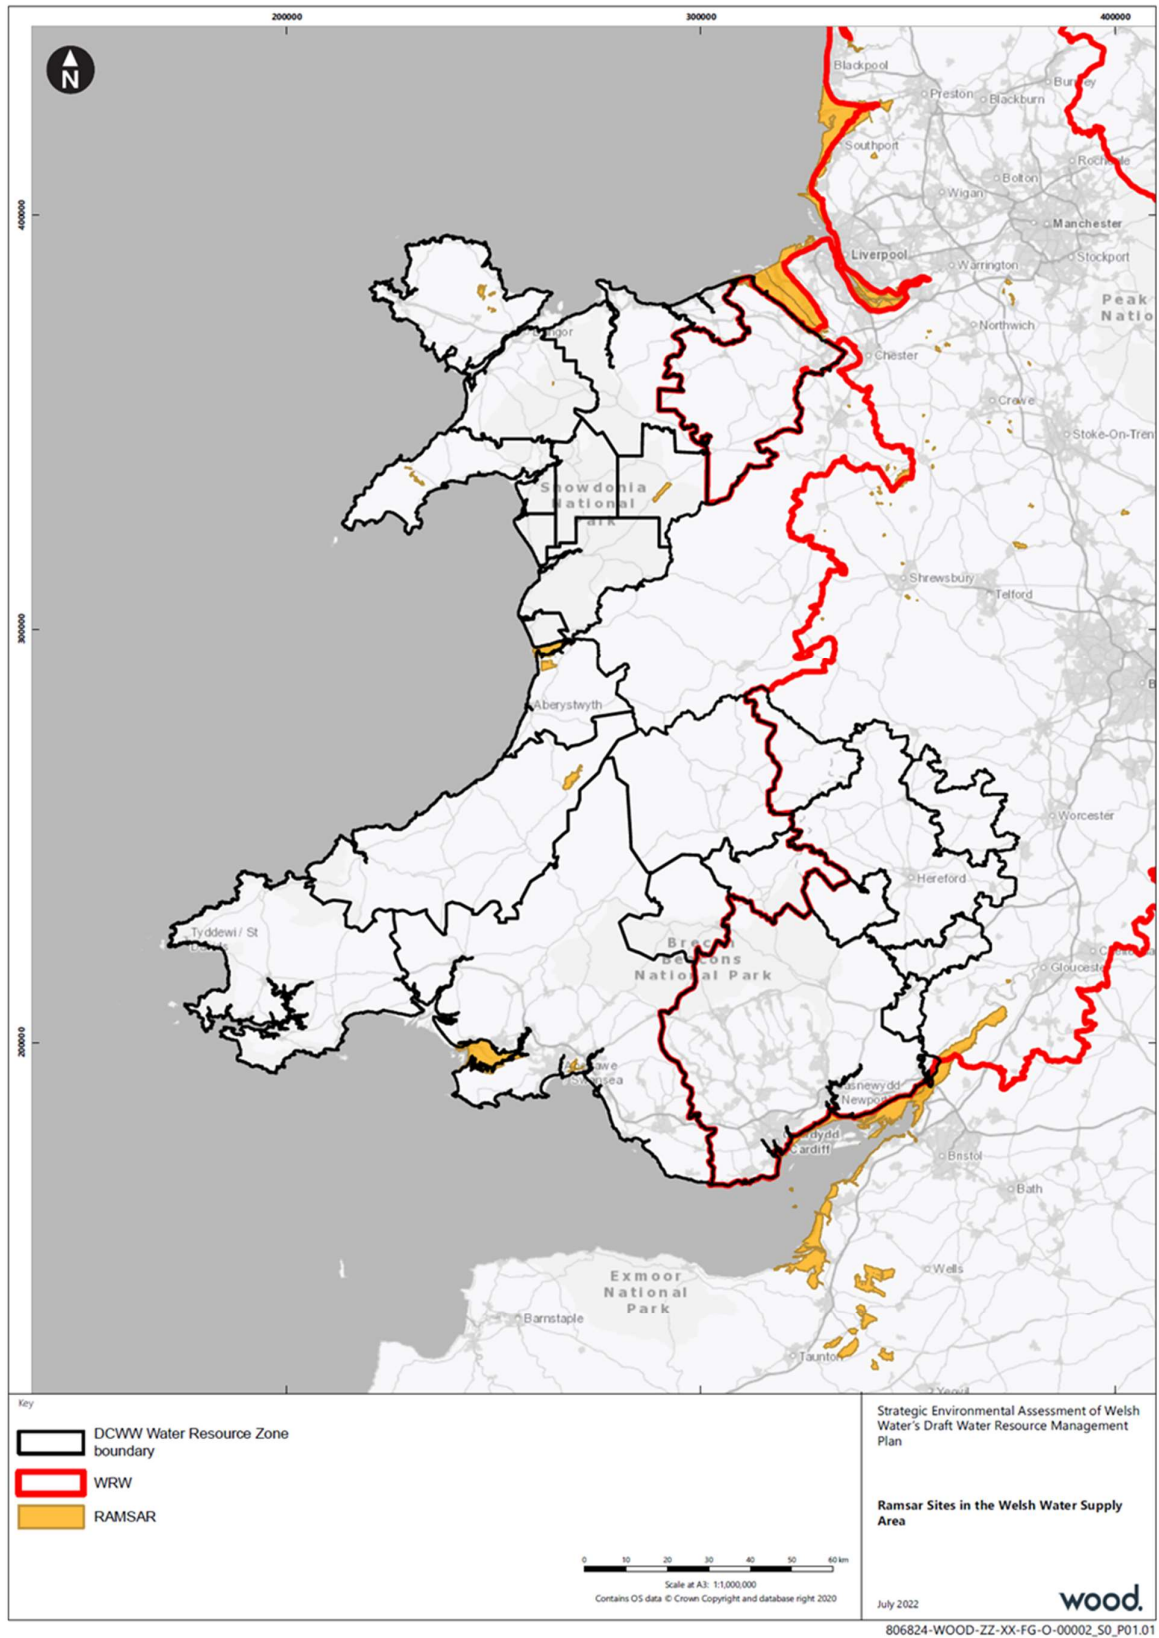 200000
300000
400000
N
Blackpool
Preston
Blackburn
Southport
Bolton
Wigan
400000
Manchester
Liverpool
Stockport
Warrington
Peak
Natio
Northwich
Chester
Crewe
Stoke-On-Tren
Snowdonia
National
Park
Shrewsbury
Telford
300000
B
Aberystwyth
Worcester
Hereford
Tyddewi / St
Brecon
Beacons
National Park
Glouceste
200000
Swansea
Newport
Cardiff
Bristol
Bath
Wells
Exmoor
National
Park
Barnstaple
Taunton
Key
DCWW Water Resource Zone
boundary
WRW
RAMSAR
0 10 20 30 40 50 60 km
Scale at A3: 1:1,000,000
Contains OS data © Crown Copyright and database right 2020
Strategic Environmental Assessment of Welsh
Water's Draft Water Resource Management
Plan
Ramsar Sites in the Welsh Water Supply
Area
July 2022
wood.
806824-WOOD-ZZ-XX-FG-O-00002_S0_P01.01